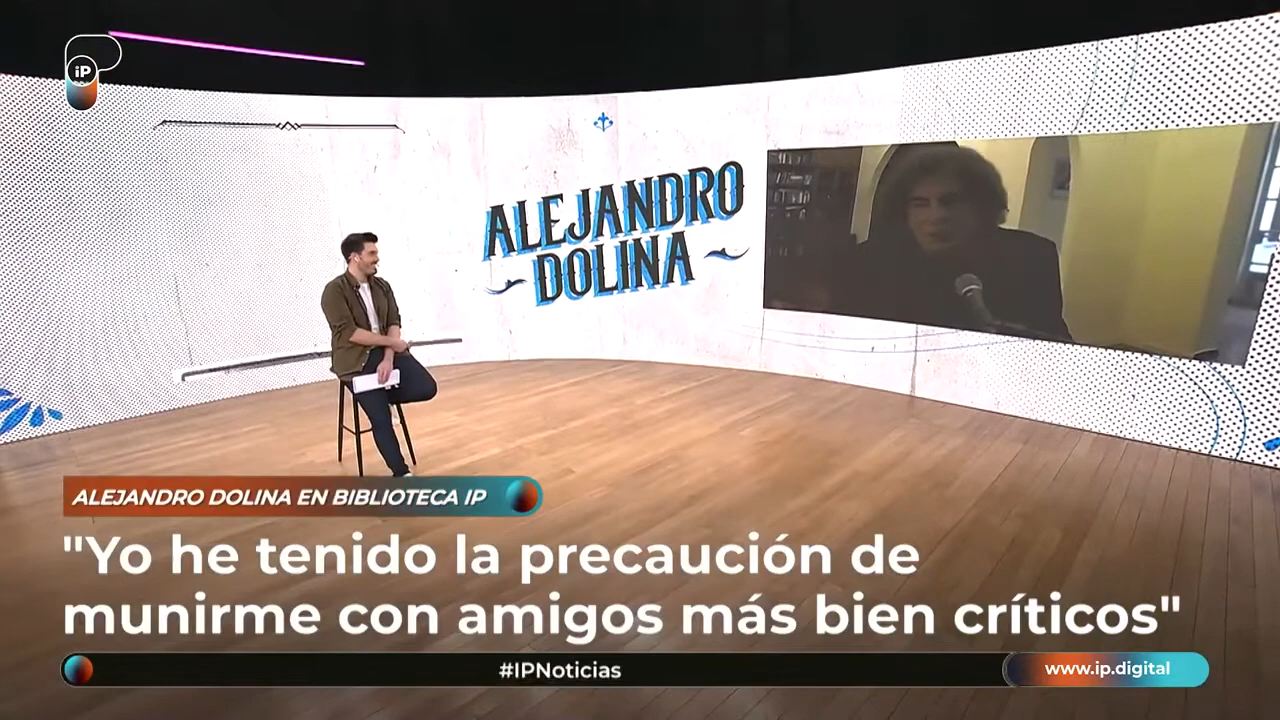 iP
ALEJANDRO
DOLINA
ALEJANDRO DOLINA EN BIBLIOTECA IP
"Yo he tenido la precaución de
munirme con amigos más bien críticos"
#IPNoticias
www.ip.digital